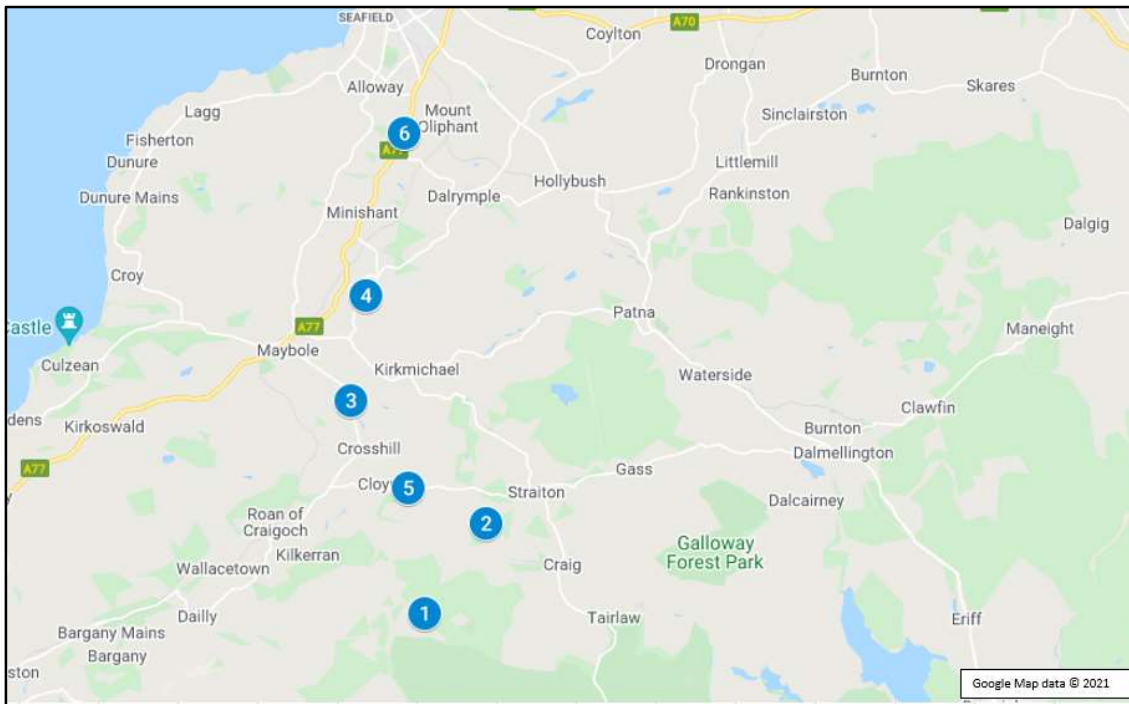 SEAFIELD
A70
Coylton
Drongan
Burnton
Skares
Alloway
Lagg
Mount
Oliphant
Sinclairston
6
Fisherton
Dunure
Littlemill
Hollybush
Dunure Mains
Dalrymple
Rankinston
Minishant
Dalgig
Croy
4
Patna
A77
Castle
Maneight
Maybole
Culzean
Kirkmichael
Waterside
3
Clawfin
dens
Kirkoswald
Burnton
Crosshill
Dalmellington
A77
Gass
5
Straiton
Dalcairney
Roan of
Craigoch
2
Galloway
Forest Park
Kilkerran
Craig
Wallacetown
1
Dailly
Tairlaw
Eriff
Bargany Mains
Bargany
ston
Google Map data © 2021